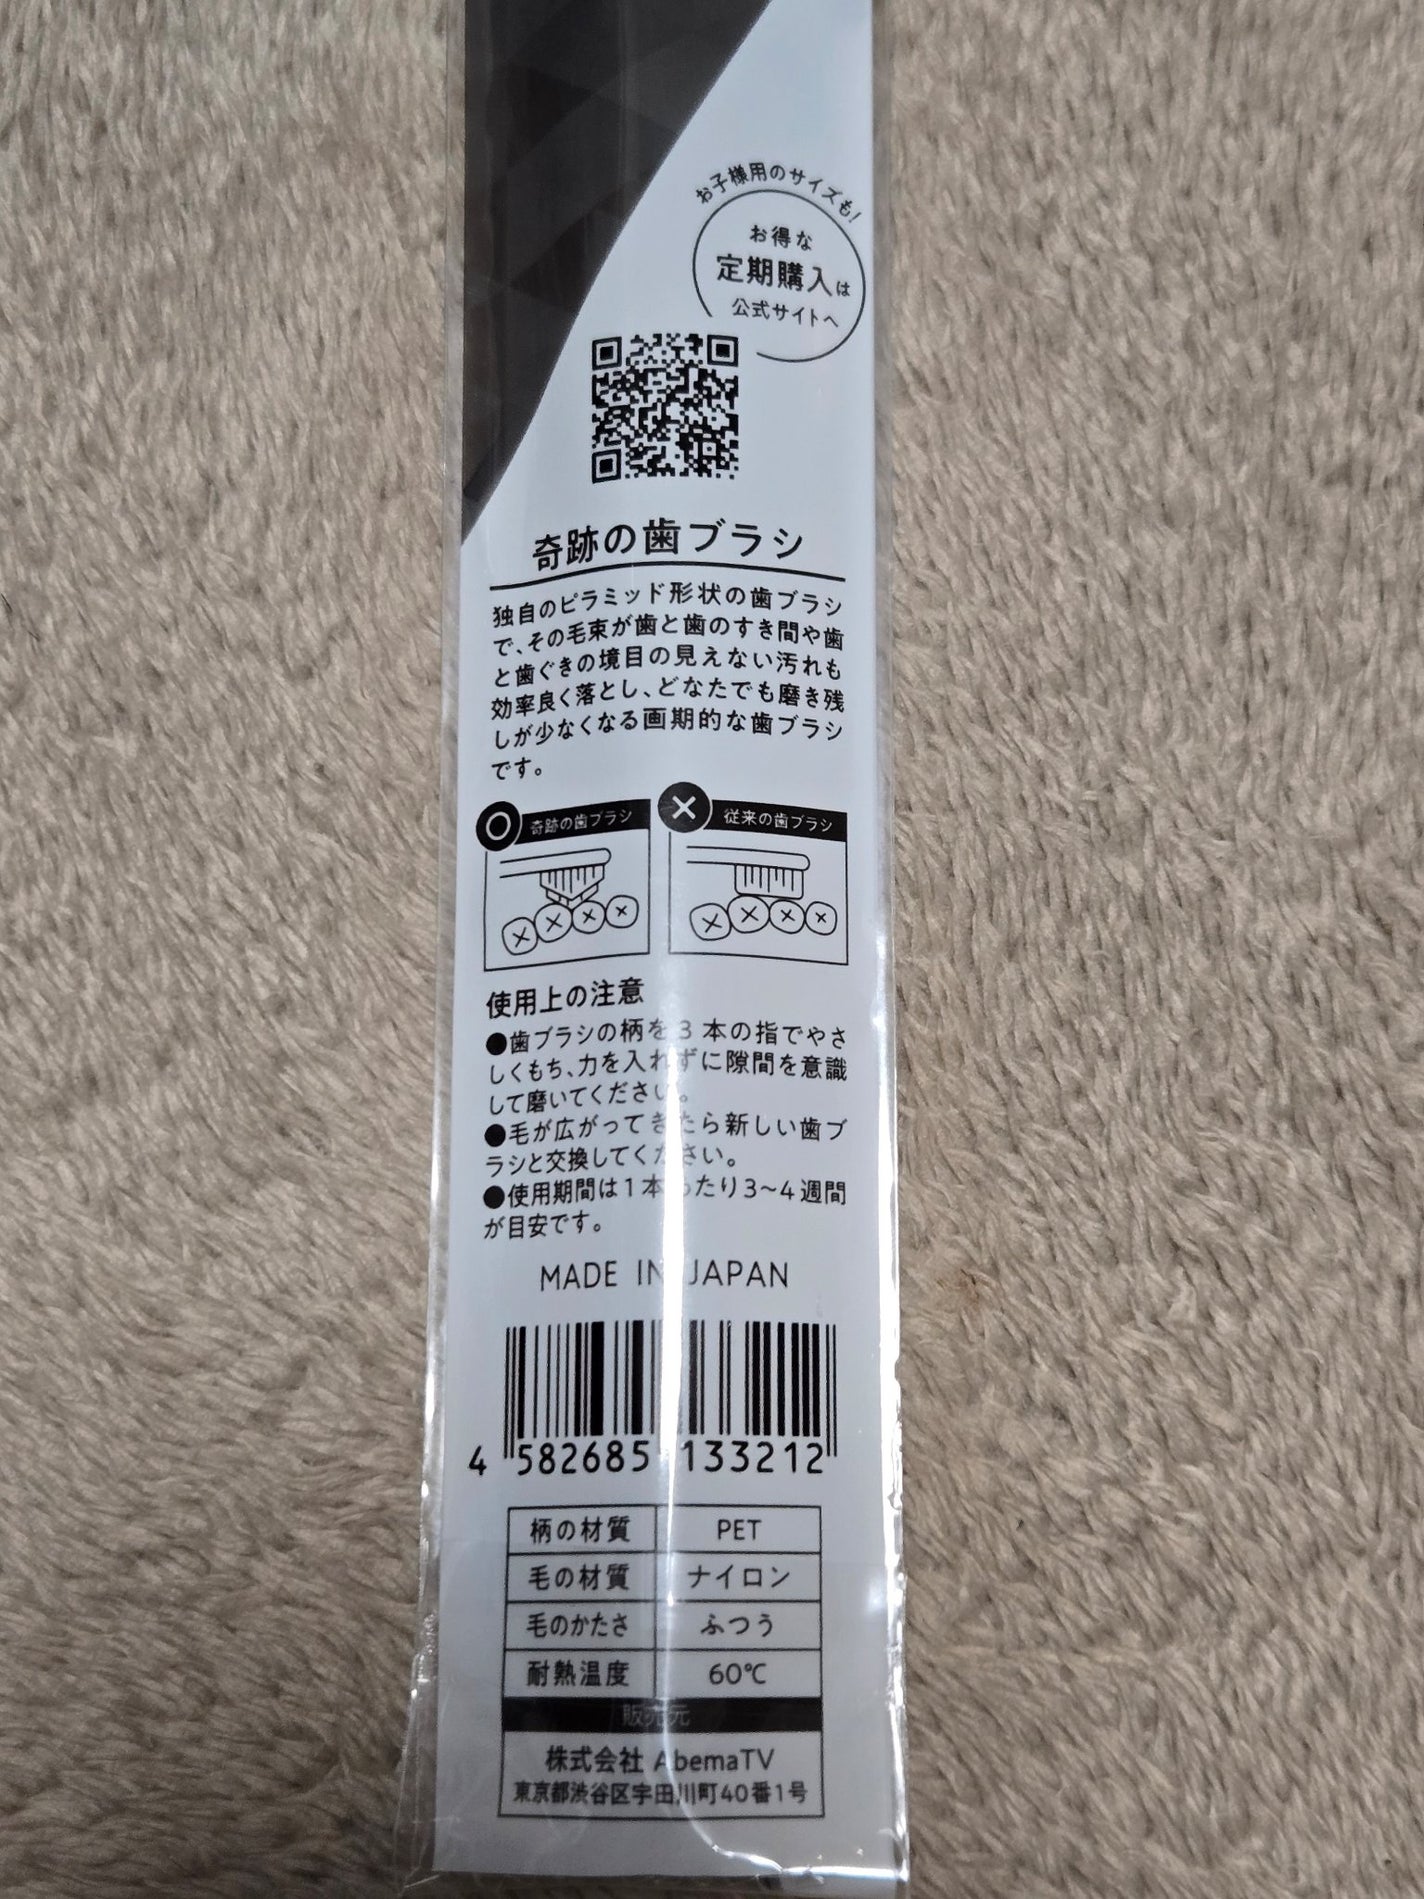 お子様用のサイズも!
お得な
定期購入は
公式サイトへ
奇跡の歯ブラシ
独自のピラミッド形状の歯ブラシ
で、その毛束が歯と歯のすき間や歯
と歯ぐきの境目の見えない汚れも
効率良く落とし、どなたでも磨き残
しが少なくなる画期的な歯ブラシ
です。
奇跡の歯ブラシ
従来の歯ブラシ
使用上の注意
●歯ブラシの柄を3本の指でやさ
しくもち、力を入れずに隙間を意識
して磨いてください。
●毛が広がってきたら新しい歯ブ
ラシと交換してください。
●使用期間は1本あたり3~4週間
が目安です。
MADE IN JAPAN
4 582685 133212
柄の材質 PET
毛の材質 ナイロン
毛のかたさ ふつう
耐熱温度 60℃
販売元
株式会社 AbemaTV
東京都渋谷区宇田川町40番1号